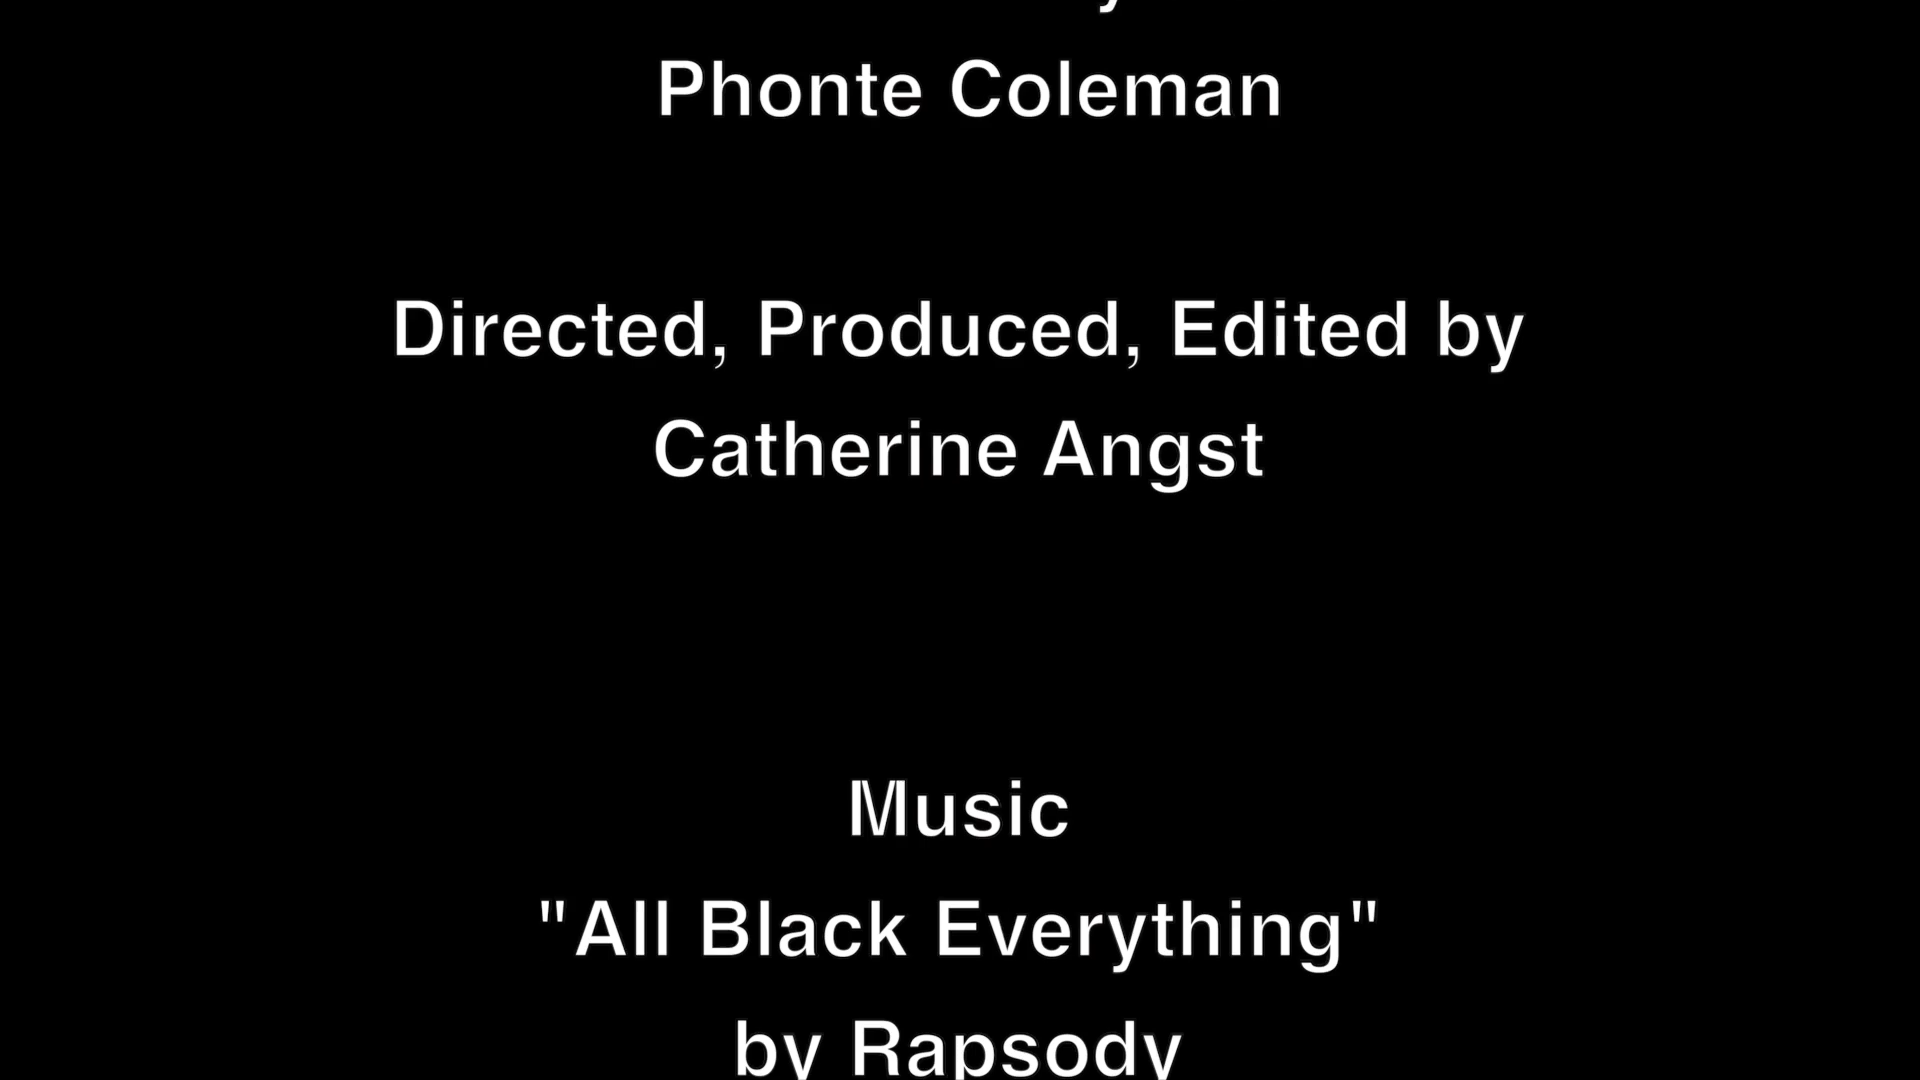 Phonte Coleman
Directed, Produced, Edited by
Catherine Angst
Music
"All Black Everything"
by Rapsody